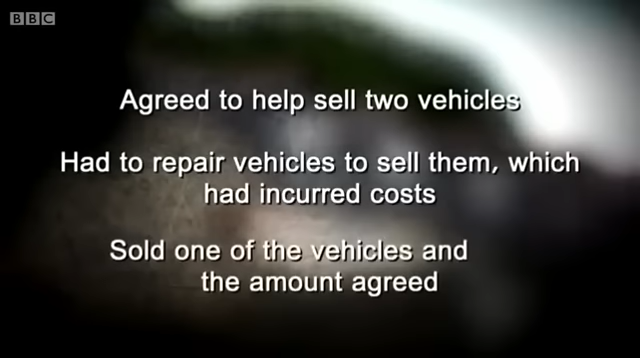 BBC
Agreed to help sell two vehicles
Had to repair vehicles to sell them, which
had incurred costs
Sold one of the vehicles and
the amount agreed